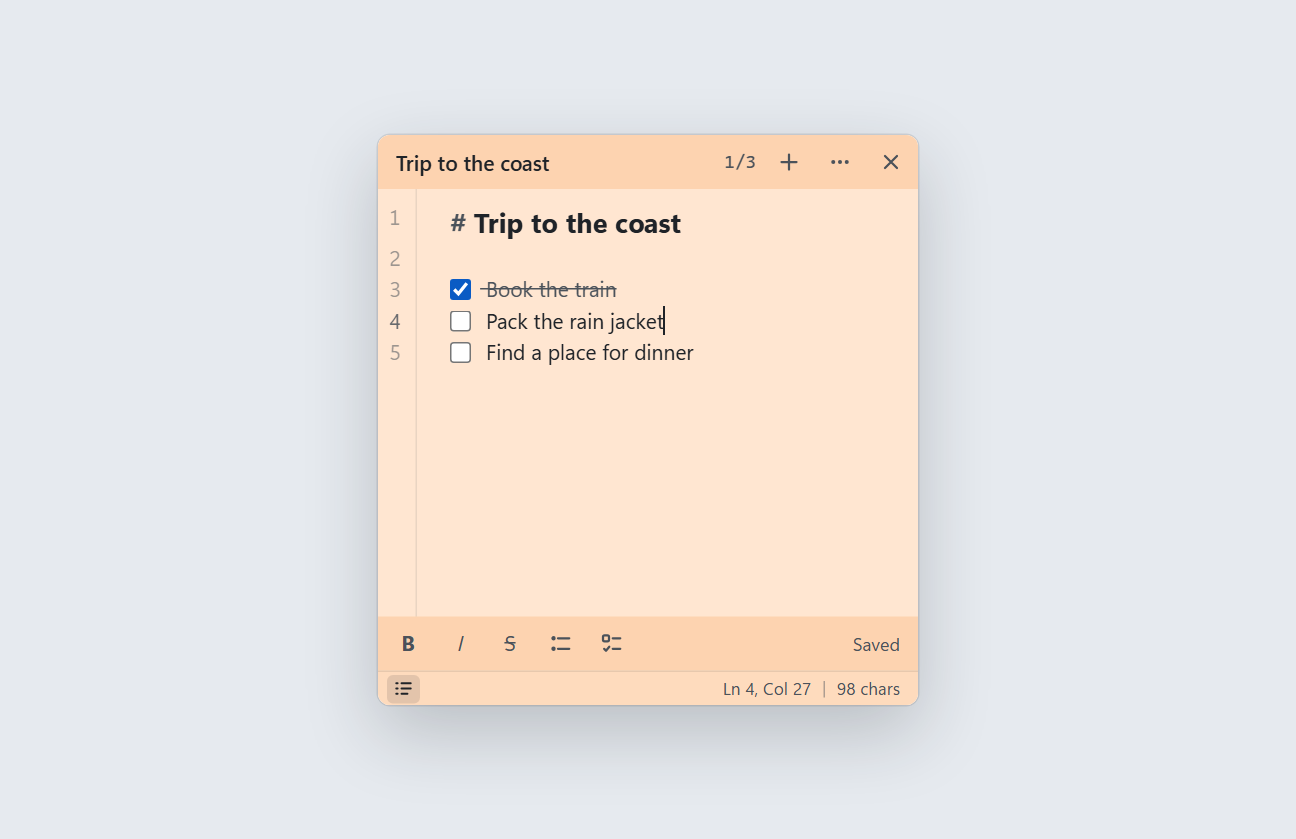 Trip to the coast 1/3
1 # Trip to the coast
2
3 Book the train
4 Pack the rain jacket
5 Find a place for dinner
B I S Saved
Ln 4, Col 27 | 98 chars